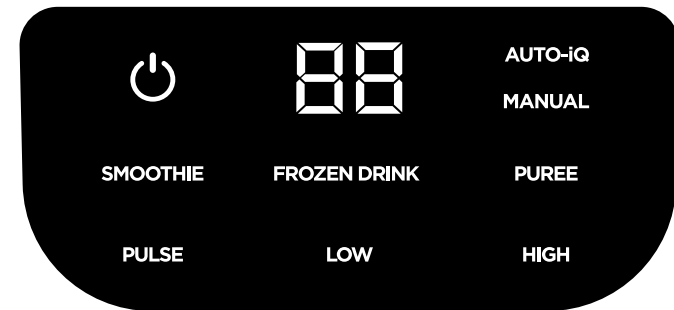 88
AUTO-iQ
MANUAL
SMOOTHIE FROZEN DRINK PUREE
PULSE LOW HIGH